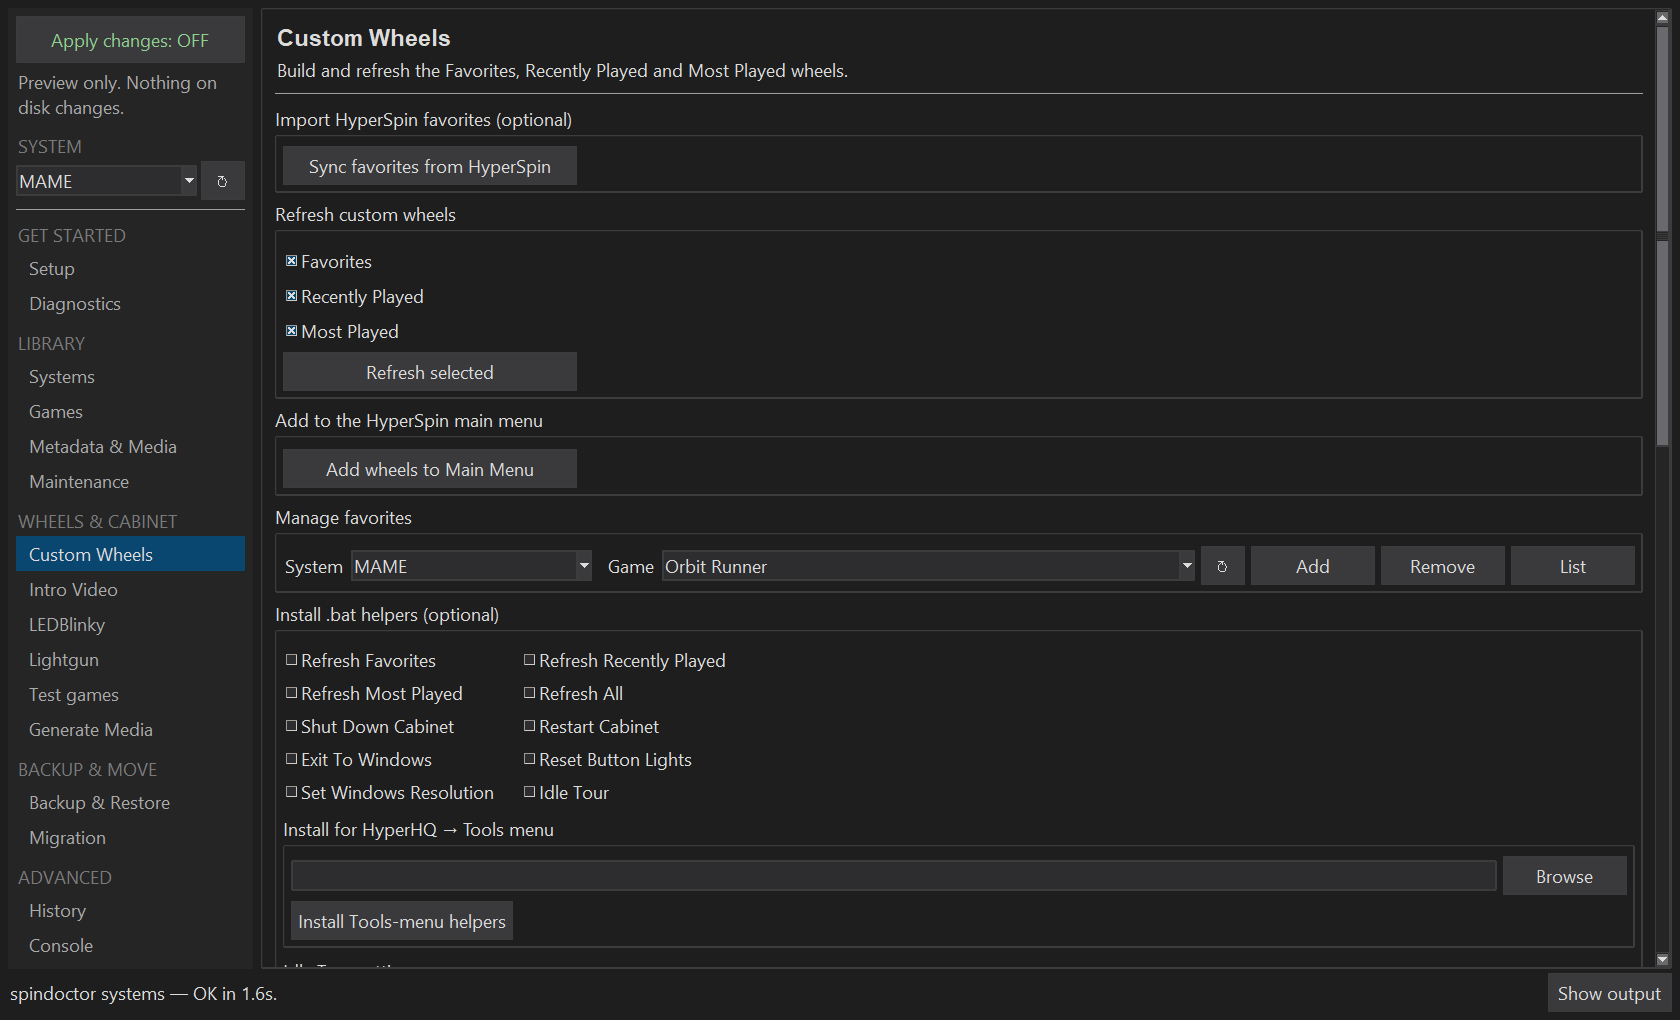 Apply changes: OFF
Preview only. Nothing on
disk changes.
SYSTEM
MAME
GET STARTED
Setup
Diagnostics
LIBRARY
Systems
Games
Metadata & Media
Maintenance
WHEELS & CABINET
Custom Wheels
Intro Video
LEDBlinky
Lightgun
Test games
Generate Media
BACKUP & MOVE
Backup & Restore
Migration
ADVANCED
History
Console
Custom Wheels
Build and refresh the Favorites, Recently Played and Most Played wheels.
Import HyperSpin favorites (optional)
Sync favorites from HyperSpin
Refresh custom wheels
Favorites
Recently Played
Most Played
Refresh selected
Add to the HyperSpin main menu
Add wheels to Main Menu
Manage favorites
System MAME Game Orbit Runner Add Remove List
Install .bat helpers (optional)
Refresh Favorites Refresh Recently Played
Refresh Most Played Refresh All
Shut Down Cabinet Restart Cabinet
Exit To Windows Reset Button Lights
Set Windows Resolution Idle Tour
Install for HyperHQ → Tools menu
Browse
Install Tools-menu helpers
spindoctor systems — OK in 1.6s.
Show output